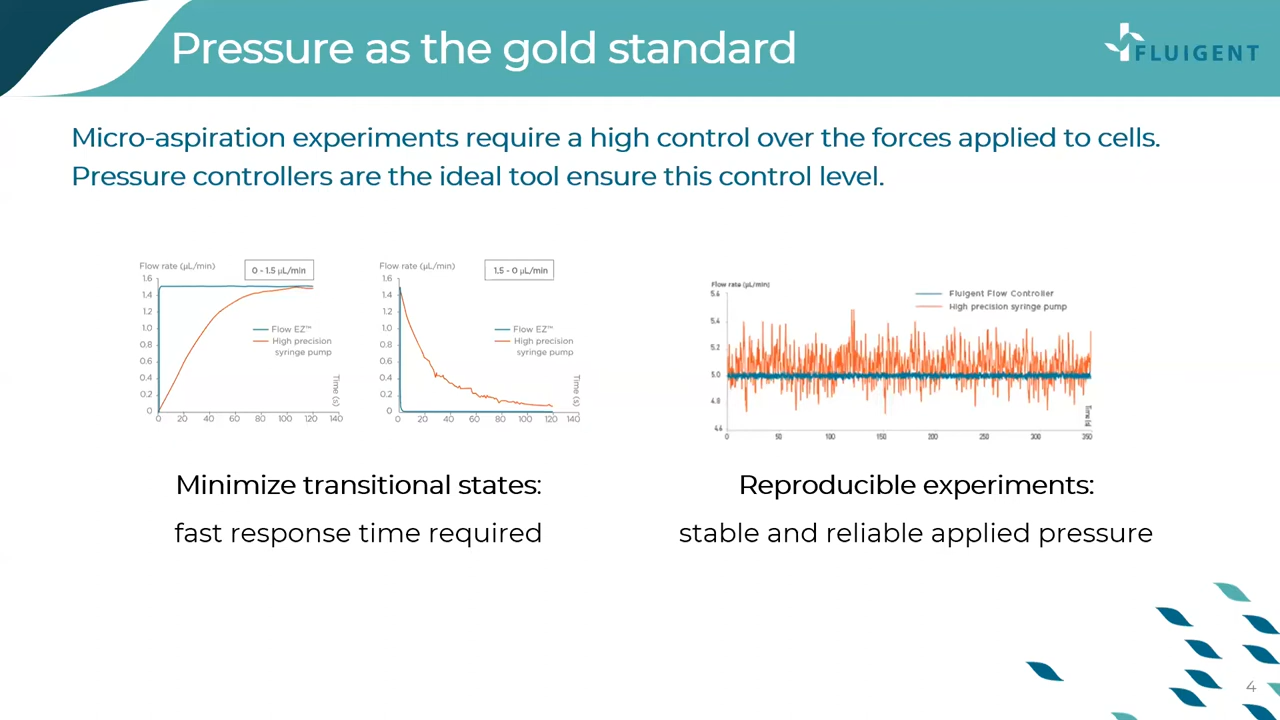 Pressure as the gold standard
FLUIGENT
Micro-aspiration experiments require a high control over the forces applied to cells.
Pressure controllers are the ideal tool ensure this control level.
Flow rate (µL/min)
0 - 1.5 µL/min
1.6
1.4
1.2
1.0
0.8
0.6
0.4
0.2
0
Flow EZ™
High precision
syringe pump
Time (s)
0 20 40 60 80 100 120 140
Flow rate (µL/min)
1.5 - 0 µL/min
1.6
1.4
1.2
1.0
0.8
0.6
0.4
0.2
0
Flow EZ™
High precision
syringe pump
Time (s)
0 20 40 60 80 100 120 140
Flow rate (µL/min)
5.6
5.4
5.2
5.0
4.8
4.6
Fluigent Flow Controller
High precision syringe pump
Time (s)
0 50 100 150 200 250 300 350
Minimize transitional states:
fast response time required
Reproducible experiments:
stable and reliable applied pressure
4